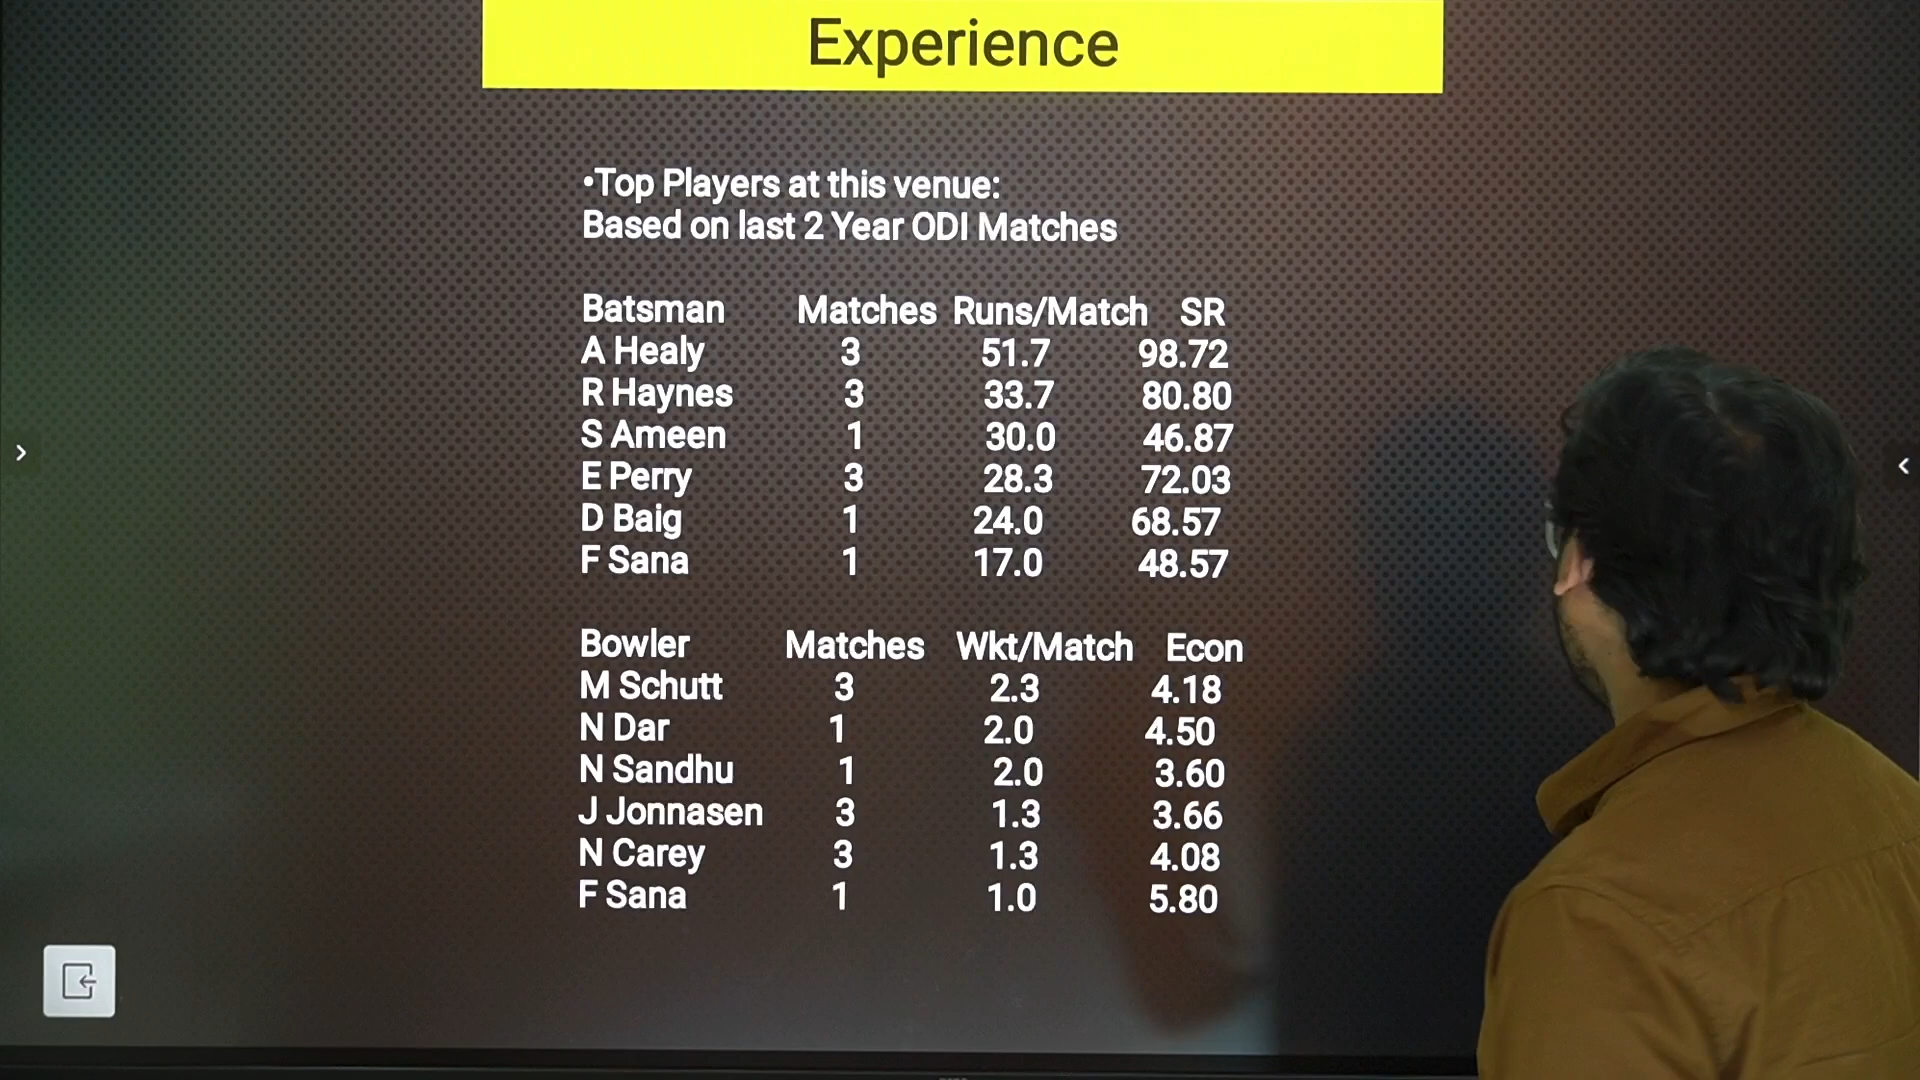 Experience
•Top Players at this venue:
Based on last 2 Year ODI Matches
Batsman Matches Runs/Match SR
A Healy 3 51.7 98.72
R Haynes 3 33.7 80.80
S Ameen 1 30.0 46.87
E Perry 3 28.3 72.03
D Baig 1 24.0 68.57
F Sana 1 17.0 48.57
Bowler Matches Wkt/Match Econ
M Schutt 3 2.3 4.18
N Dar 1 2.0 4.50
N Sandhu 1 2.0 3.60
J Jonnasen 3 1.3 3.66
N Carey 3 1.3 4.08
F Sana 1 1.0 5.80